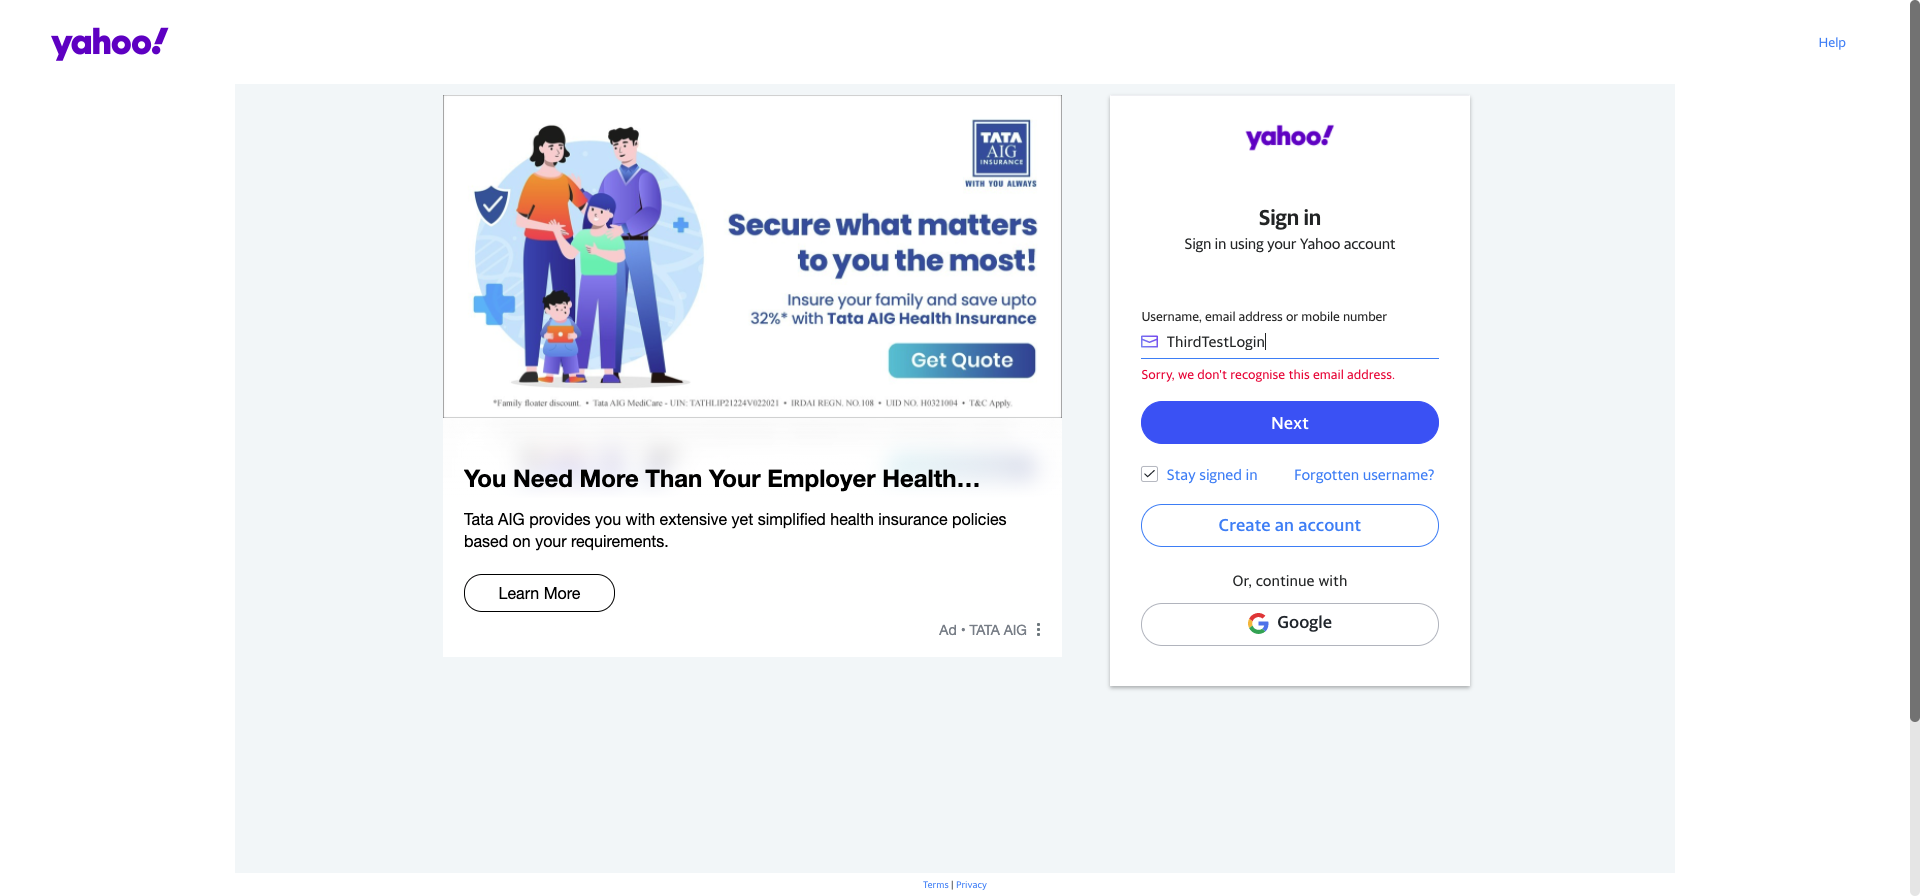 yahoo!
Help
TATA
AIG
INSURANCE
WITH YOU ALWAYS
Secure what matters
to you the most!
Insure your family and save upto
32%* with Tata AIG Health Insurance
Get Quote
*Family floater discount. • Tata AIG MediCare - UIN: TATHLIP21224V022021 • IRDAI REGN. NO.108 • UID NO. H0321004 • T&C Apply.
You Need More Than Your Employer Health...
Tata AIG provides you with extensive yet simplified health insurance policies
based on your requirements.
Learn More
Ad • TATA AIG
yahoo!
Sign in
Sign in using your Yahoo account
Username, email address or mobile number
ThirdTestLogin
Sorry, we don't recognise this email address.
Next
Stay signed in Forgotten username?
Create an account
Or, continue with
Google
Terms | Privacy